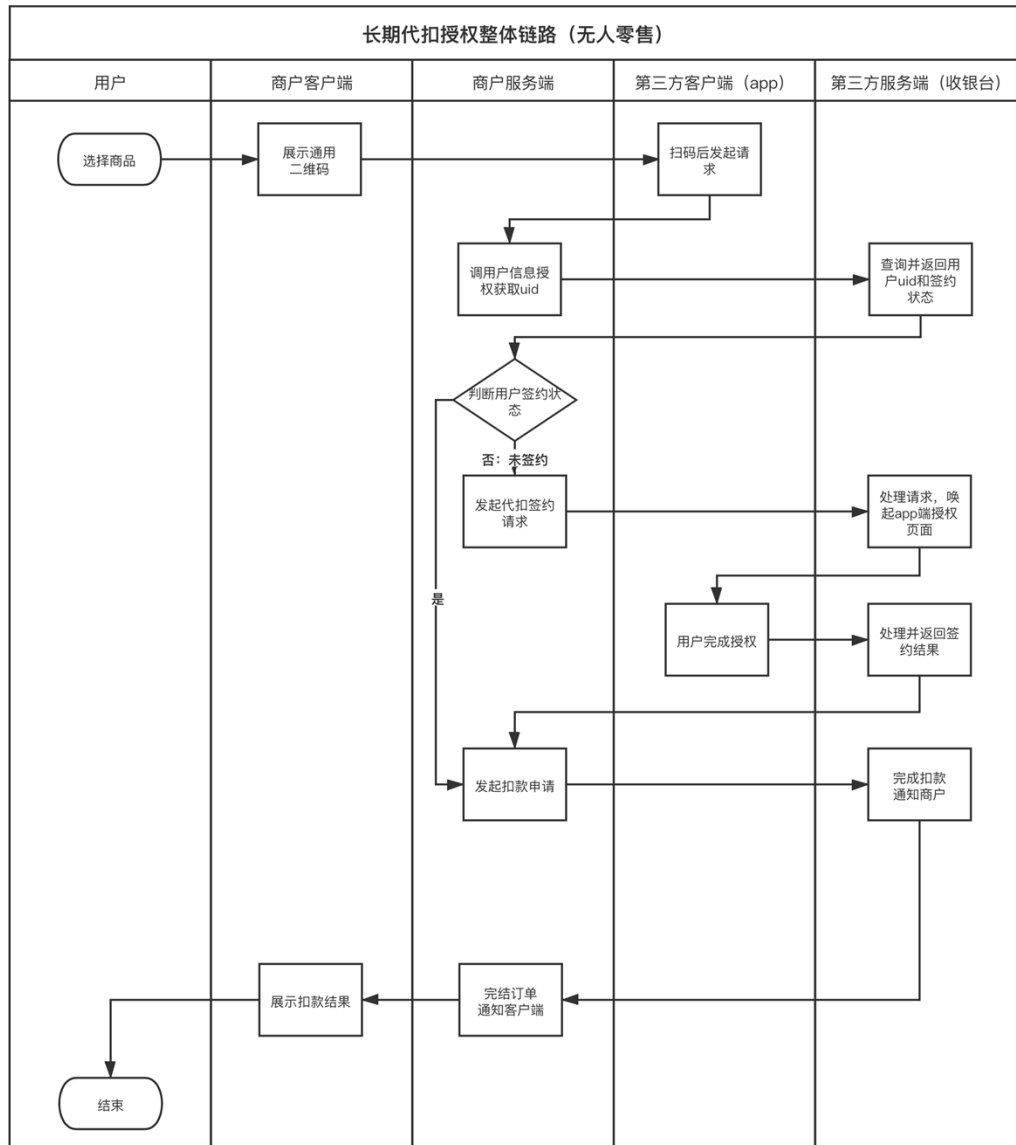 长期代扣授权整体链路（无人零售）
用户
商户客户端
商户服务端
第三方客户端（app）
第三方服务端（收银台）
选择商品
展示通用
二维码
扫码后发起请
求
调用户信息授
权获取uid
查询并返回用
户uid和签约
状态
判断用户签约状
态
否：未签约
发起代扣签约
请求
处理请求，唤
起app端授权
页面
是
用户完成授权
处理并返回签
约结果
发起扣款申请
完成扣款
通知商户
展示扣款结果
完结订单
通知客户端
结束